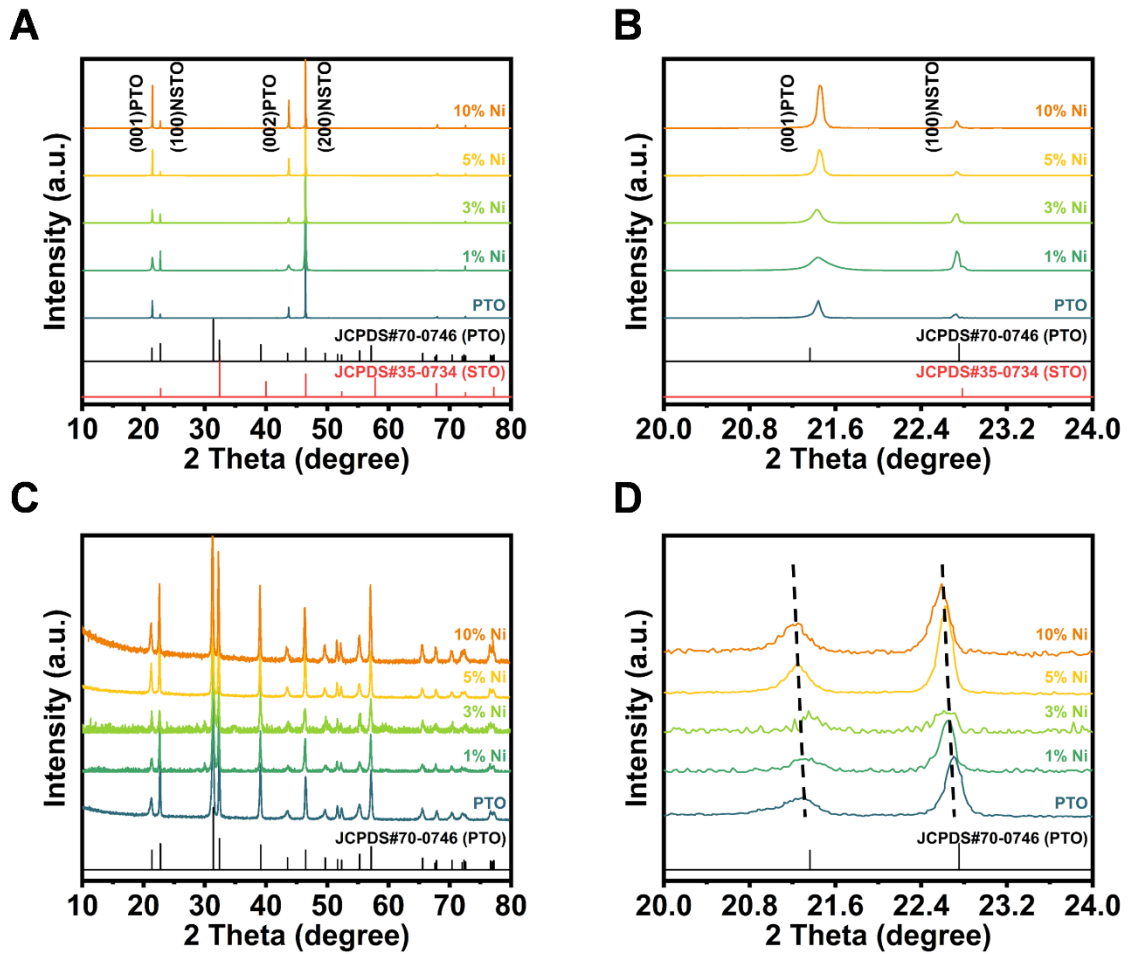 A
(001)PTO
(100)NSTO
(002)PTO
(200)NSTO
10% Ni
5% Ni
3% Ni
1% Ni
PTO
JCPDS#70-0746 (PTO)
JCPDS#35-0734 (STO)
Intensity (a.u.)
10 20 30 40 50 60 70 80
2 Theta (degree)
B
(001)PTO
(100)NSTO
10% Ni
5% Ni
3% Ni
1% Ni
PTO
JCPDS#70-0746 (PTO)
JCPDS#35-0734 (STO)
Intensity (a.u.)
20.0 20.8 21.6 22.4 23.2 24.0
2 Theta (degree)
C
10% Ni
5% Ni
3% Ni
1% Ni
PTO
JCPDS#70-0746 (PTO)
Intensity (a.u.)
10 20 30 40 50 60 70 80
2 Theta (degree)
D
10% Ni
5% Ni
3% Ni
1% Ni
PTO
JCPDS#70-0746 (PTO)
Intensity (a.u.)
20.0 20.8 21.6 22.4 23.2 24.0
2 Theta (degree)